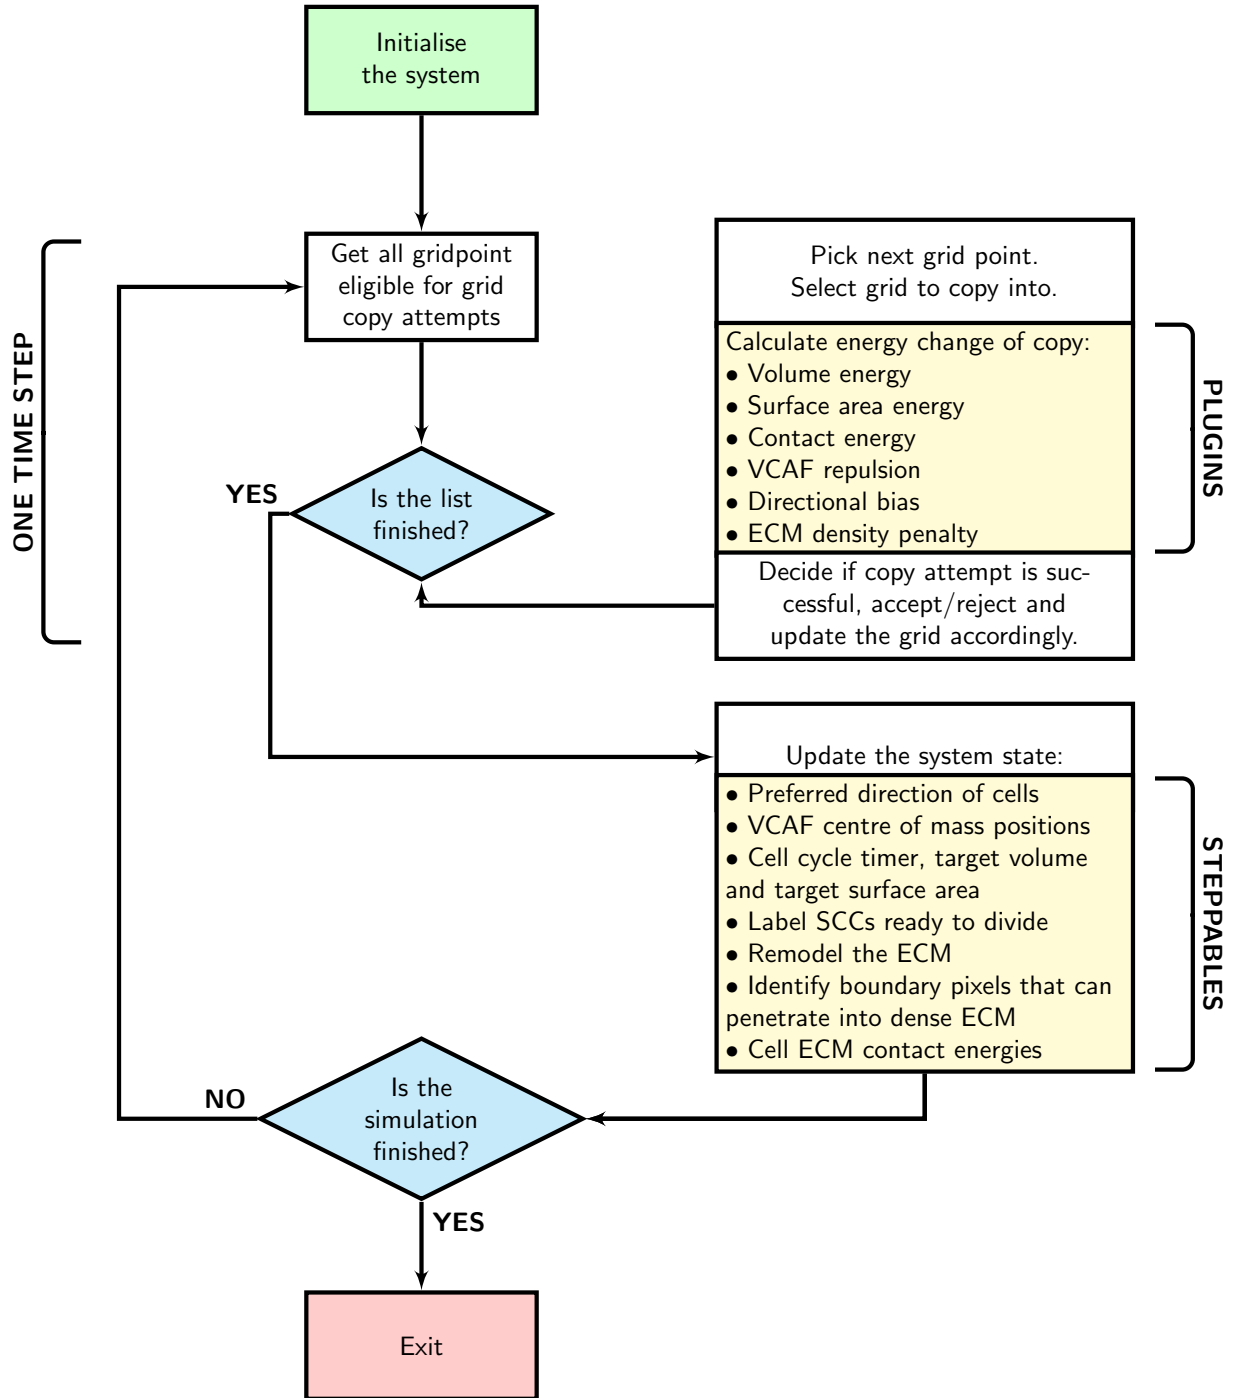 Initialise
the system
ONE TIME STEP
Get all gridpoint
eligible for grid
copy attempts
Is the list
finished?
YES
Pick next grid point.
Select grid to copy into.
Calculate energy change of copy:
• Volume energy
• Surface area energy
• Contact energy
• VCAF repulsion
• Directional bias
• ECM density penalty
PLUGINS
Decide if copy attempt is suc-
cessful, accept/reject and
update the grid accordingly.
Update the system state:
• Preferred direction of cells
• VCAF centre of mass positions
• Cell cycle timer, target volume
and target surface area
• Label SCCs ready to divide
• Remodel the ECM
• Identify boundary pixels that can
penetrate into dense ECM
• Cell ECM contact energies
STEPPABLES
Is the
simulation
finished?
NO
YES
Exit